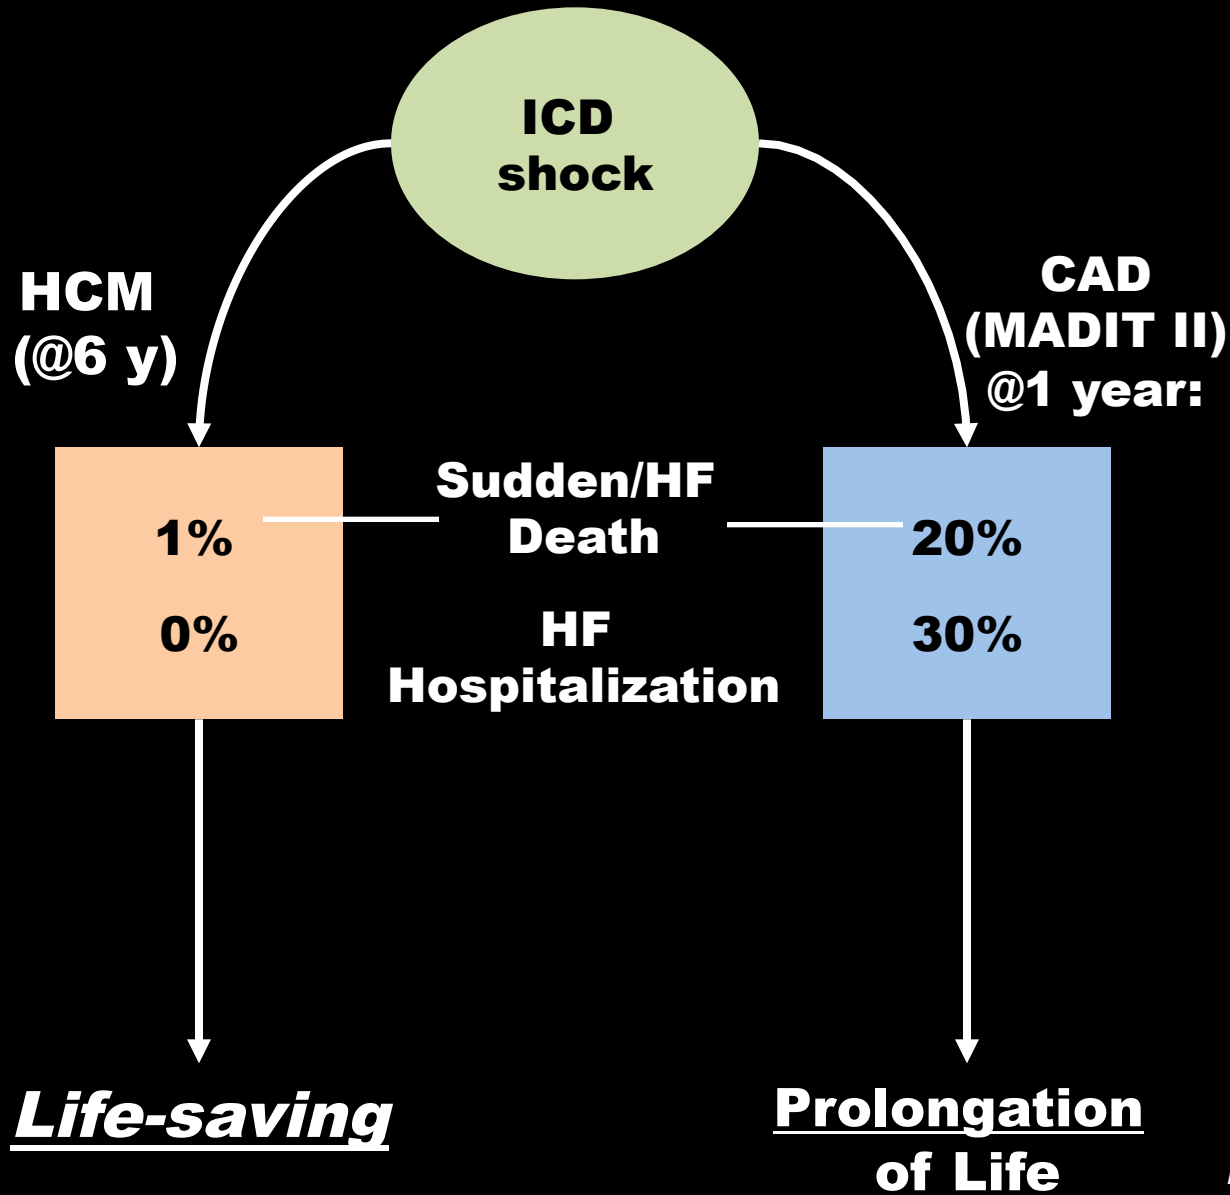 ICD
shock
HCM
(@6 y)
CAD
(MADIT II)
@1 year:
Sudden/HF
Death
1%
20%
0%
HF
Hospitalization
30%
Life-saving
Prolongation
of Life